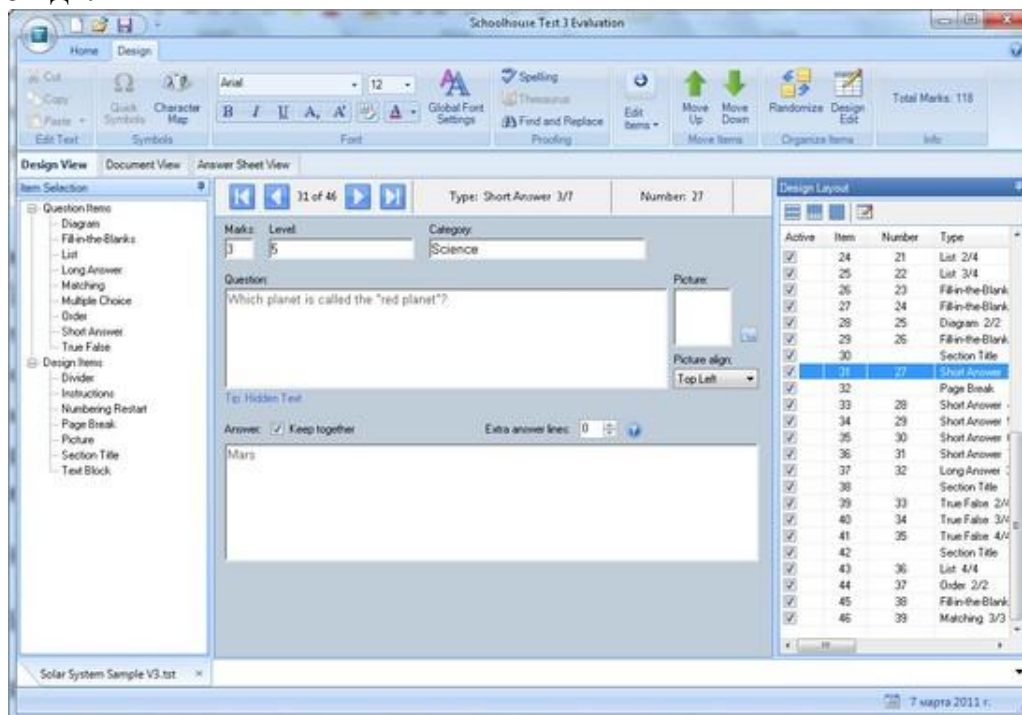 Schoolhouse Test 3 Evaluation
Home Design
Cut
Copy
Paste
Edit Text
Quick Symbols
Character Map
Symbols
Arial 12
B I U A, A' A
Global Font Settings
Font
Spelling
Thesaurus
Find and Replace
Proofing
Edit Items
Move Up
Move Down
Move Items
Randomize
Design Edit
Organize Items
Total Marks: 118
Info
Design View Document View Answer Sheet View
Item Selection
Question Items
Diagram
Fill-in-the-Blanks
List
Long Answer
Matching
Multiple Choice
Order
Short Answer
True False
Design Items
Divider
Instructions
Numbering Restart
Page Break
Picture
Section Title
Text Block
31 of 46 Type: Short Answer 3/7 Number: 27
Marks: Level: Category:
3 5 Science
Question: Picture:
Which planet is called the "red planet"?
Picture align:
Top Left
Tip: Hidden Text
Answer: Keep together Extra answer lines: 0
Mars
Design Layout
Active Item Number Type
24 21 List 2/4
25 22 List 3/4
26 23 Fill-in-the-Blank
27 24 Fill-in-the-Blank
28 25 Diagram 2/2
29 26 Fill-in-the-Blank
30 Section Title
31 27 Short Answer
32 Page Break
33 28 Short Answer
34 29 Short Answer
35 30 Short Answer
36 31 Short Answer
37 32 Long Answer
38 Section Title
39 33 True False 2/4
40 34 True False 3/4
41 35 True False 4/4
42 Section Title
43 36 List 4/4
44 37 Order 2/2
45 38 Fill-in-the-Blank
46 39 Matching 3/3
Solar System Sample V3.tst
7 марта 2011 г.